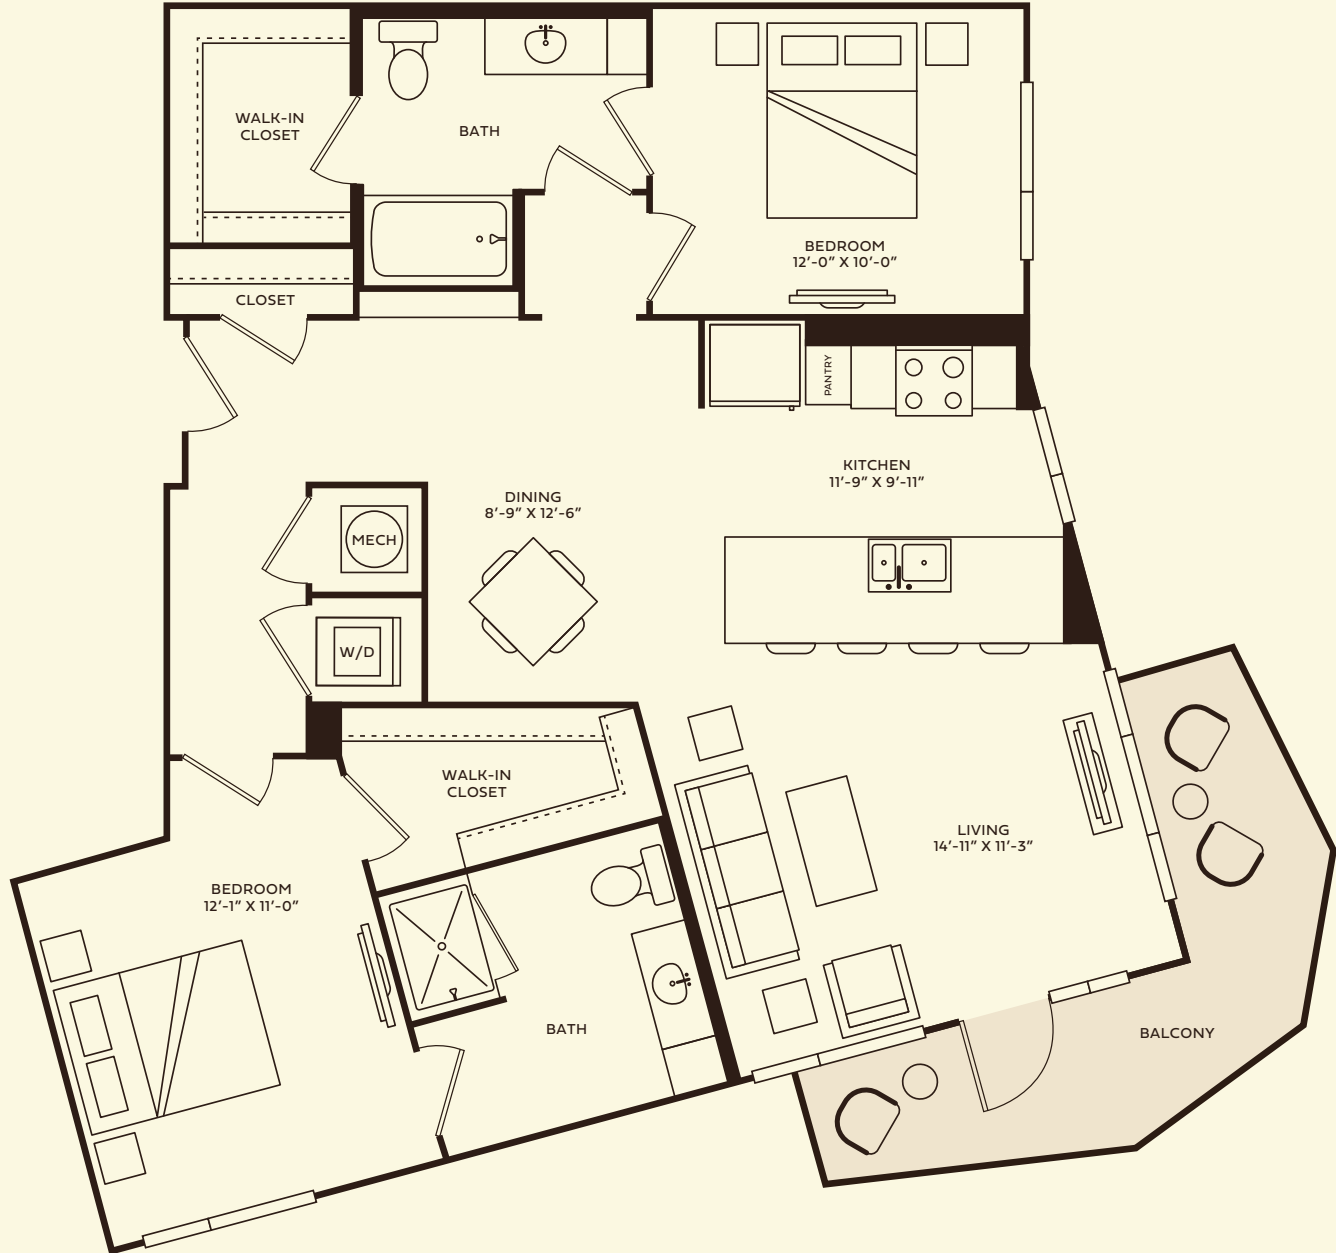 WALK-IN
CLOSET
BATH
BEDROOM
12'-0" X 10'-0"
CLOSET
PANTRY
KITCHEN
11'-9" X 9'-11"
DINING
8'-9" X 12'-6"
MECH
W/D
WALK-IN
CLOSET
LIVING
14'-11" X 11'-3"
BEDROOM
12'-1" X 11'-0"
BATH
BALCONY